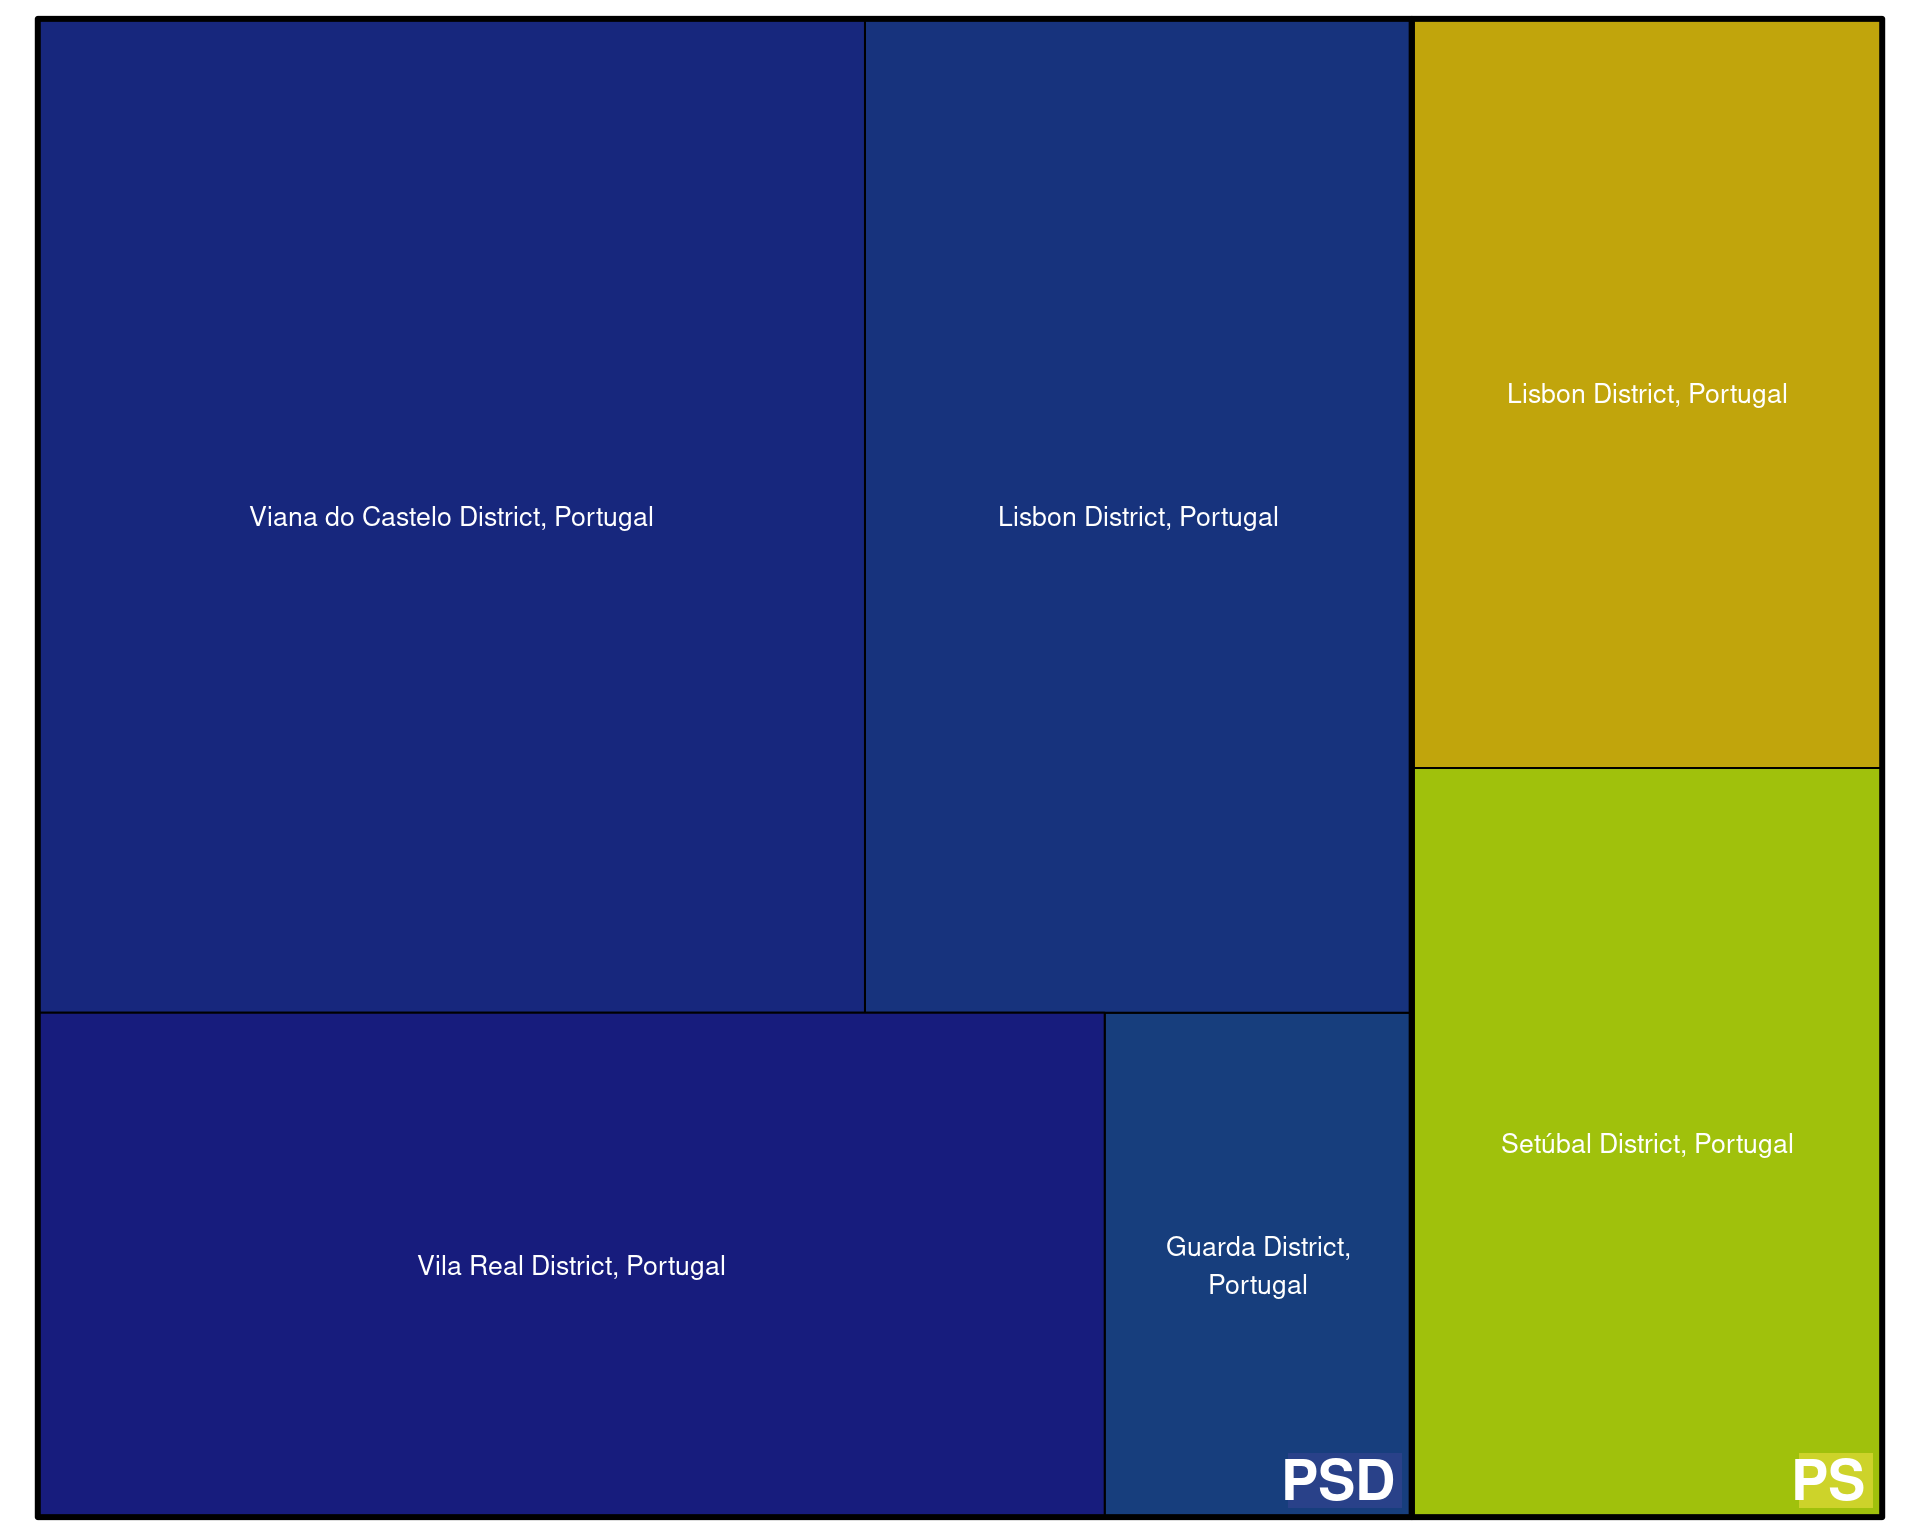 Lisbon District, Portugal
Viana do Castelo District, Portugal
Lisbon District, Portugal
Setúbal District, Portugal
Vila Real District, Portugal
Guarda District,
Portugal
PSD
PS